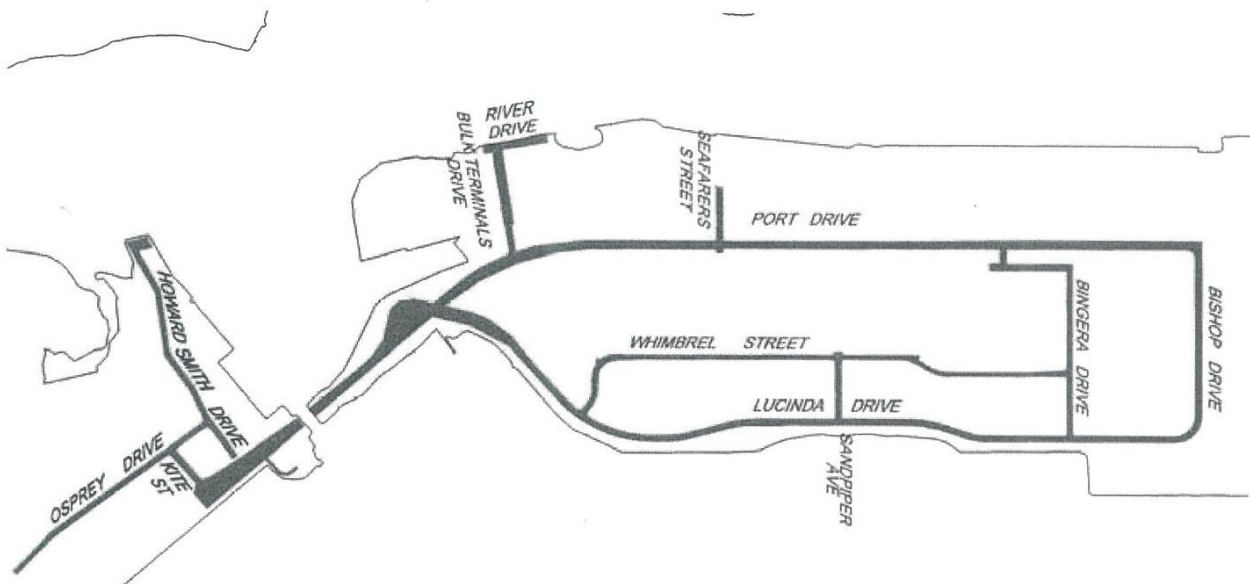 RIVER
DRIVE
BULK TERMINALS
DRIVE
SEAFARERS
STREET
PORT DRIVE
HOWARD SMITH DRIVE
BINGERA DRIVE
BISHOP DRIVE
WHIMBREL STREET
LUCINDA DRIVE
SANDPIPER
AVE
OSPREY DRIVE
KITE
ST